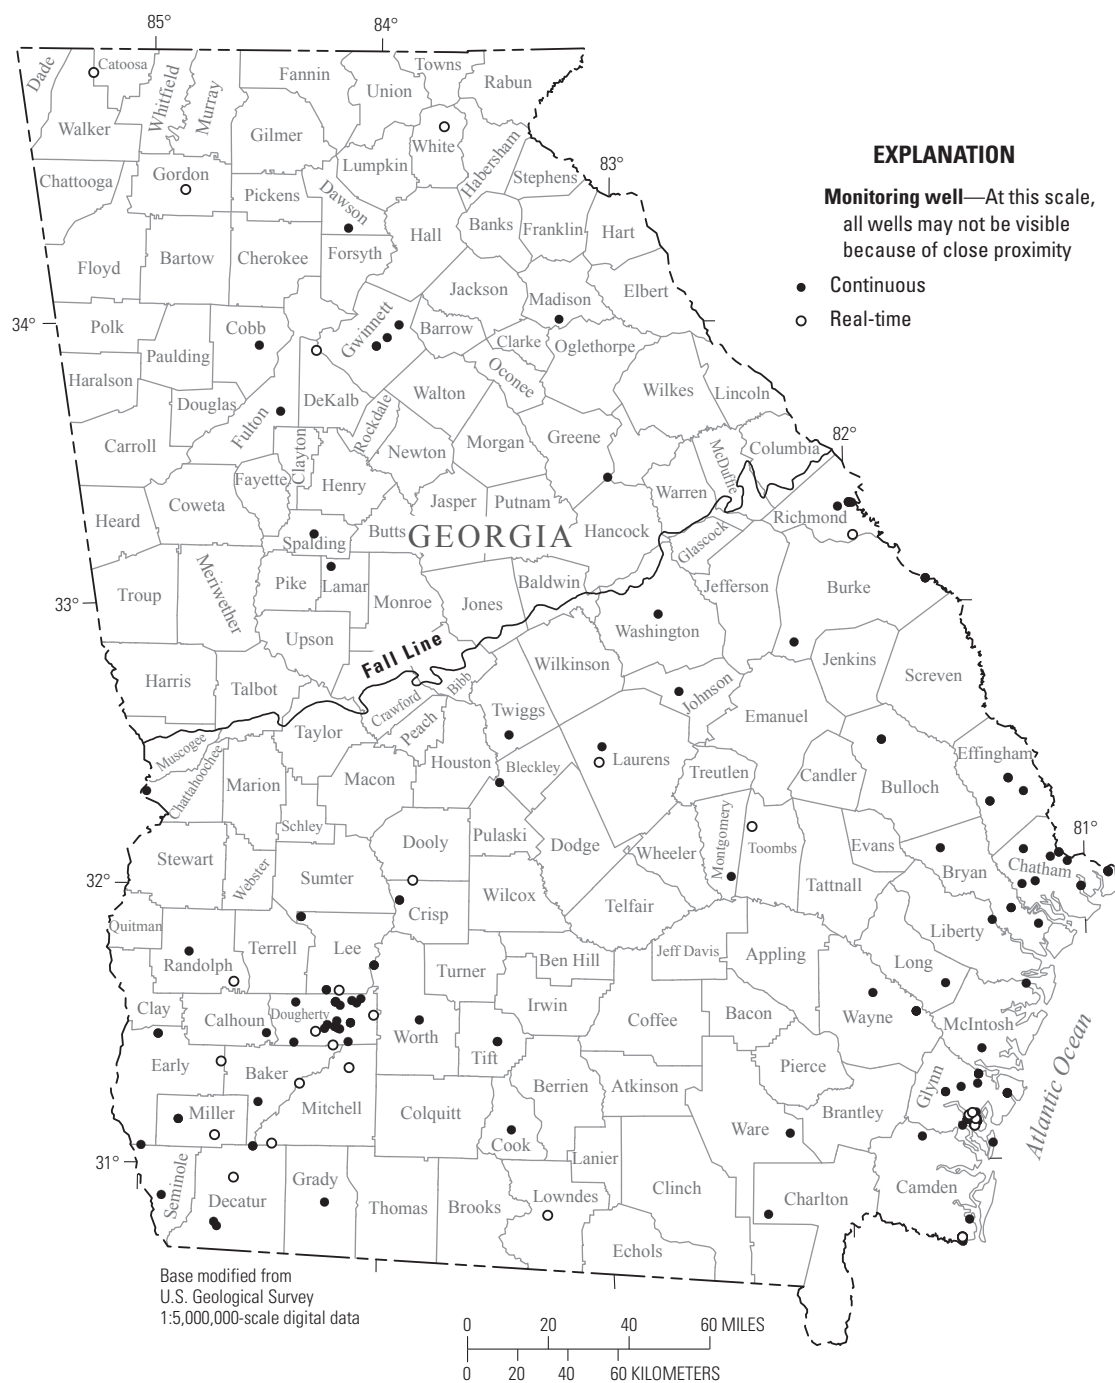 85°
84°
Dade
Catoosa
Whitfield
Murray
Fannin
Union
Towns
Rabun
Walker
Gilmer
White
Lumpkin
Habersham
Stephens
83°
Chattooga
Gordon
Pickens
Dawson
Banks
Franklin
Hart
Hall
Floyd
Bartow
Cherokee
Forsyth
Jackson
Madison
Elbert
34°
Polk
Cobb
Gwinnett
Barrow
Clarke
Oglethorpe
Paulding
Haralson
Oconee
Wilkes
Lincoln
Douglas
Fulton
DeKalb
Rockdale
Walton
Carroll
Clayton
Newton
Morgan
Greene
McDuffie
Columbia
82°
Fayette
Henry
Jasper
Putnam
Warren
Richmond
Heard
Coweta
Spalding
Butts
GEORGIA
Hancock
Glascock
Troup
Meriwether
Pike
Lamar
Monroe
Jones
Baldwin
Jefferson
Burke
33°
Upson
Fall Line
Washington
Wilkinson
Jenkins
Screven
Harris
Talbot
Crawford
Bibb
Peach
Twiggs
Johnson
Emanuel
Muscogee
Chattahoochee
Taylor
Houston
Bleckley
Laurens
Treutlen
Candler
Bulloch
Effingham
Marion
Macon
Schley
Dooly
Pulaski
Dodge
Wheeler
Montgomery
Toombs
Evans
Bryan
Chatham
81°
Stewart
Webster
Sumter
Crisp
Wilcox
Telfair
Tattnall
32°
Quitman
Randolph
Terrell
Lee
Turner
Ben Hill
Jeff Davis
Appling
Liberty
Long
Clay
Calhoun
Dougherty
Worth
Irwin
Coffee
Bacon
Wayne
McIntosh
Early
Baker
Tift
Berrien
Atkinson
Pierce
Brantley
Glynn
Atlantic Ocean
Miller
Mitchell
Colquitt
Cook
Ware
31°
Seminole
Decatur
Grady
Thomas
Brooks
Lanier
Lowndes
Clinch
Charlton
Camden
Echols
EXPLANATION
Monitoring well—At this scale,
all wells may not be visible
because of close proximity
Continuous
Real-time
Base modified from
U.S. Geological Survey
1:5,000,000-scale digital data
0 20 40 60 MILES
0 20 40 60 KILOMETERS